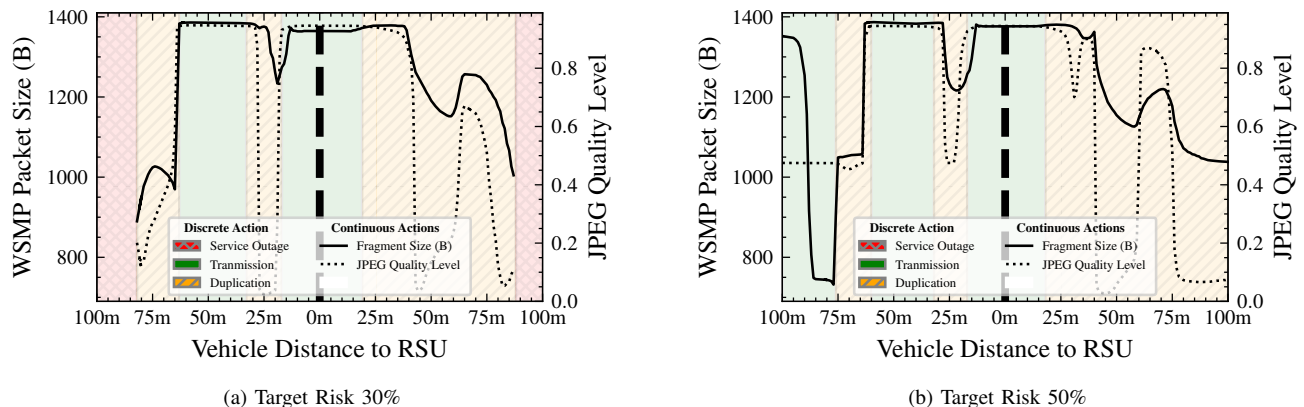 1400
1200
1000
800
WSMP Packet Size (B)
0.8
0.6
0.4
0.2
0.0
JPEG Quality Level
Discrete Action
Service Outage
Tranmission
Duplication
Continuous Actions
Fragment Size (B)
JPEG Quality Level
100m 75m 50m 25m 0m 25m 50m 75m 100m
Vehicle Distance to RSU
(a) Target Risk 30%
1400
1200
1000
800
WSMP Packet Size (B)
0.8
0.6
0.4
0.2
0.0
JPEG Quality Level
Discrete Action
Service Outage
Tranmission
Duplication
Continuous Actions
Fragment Size (B)
JPEG Quality Level
100m 75m 50m 25m 0m 25m 50m 75m 100m
Vehicle Distance to RSU
(b) Target Risk 50%